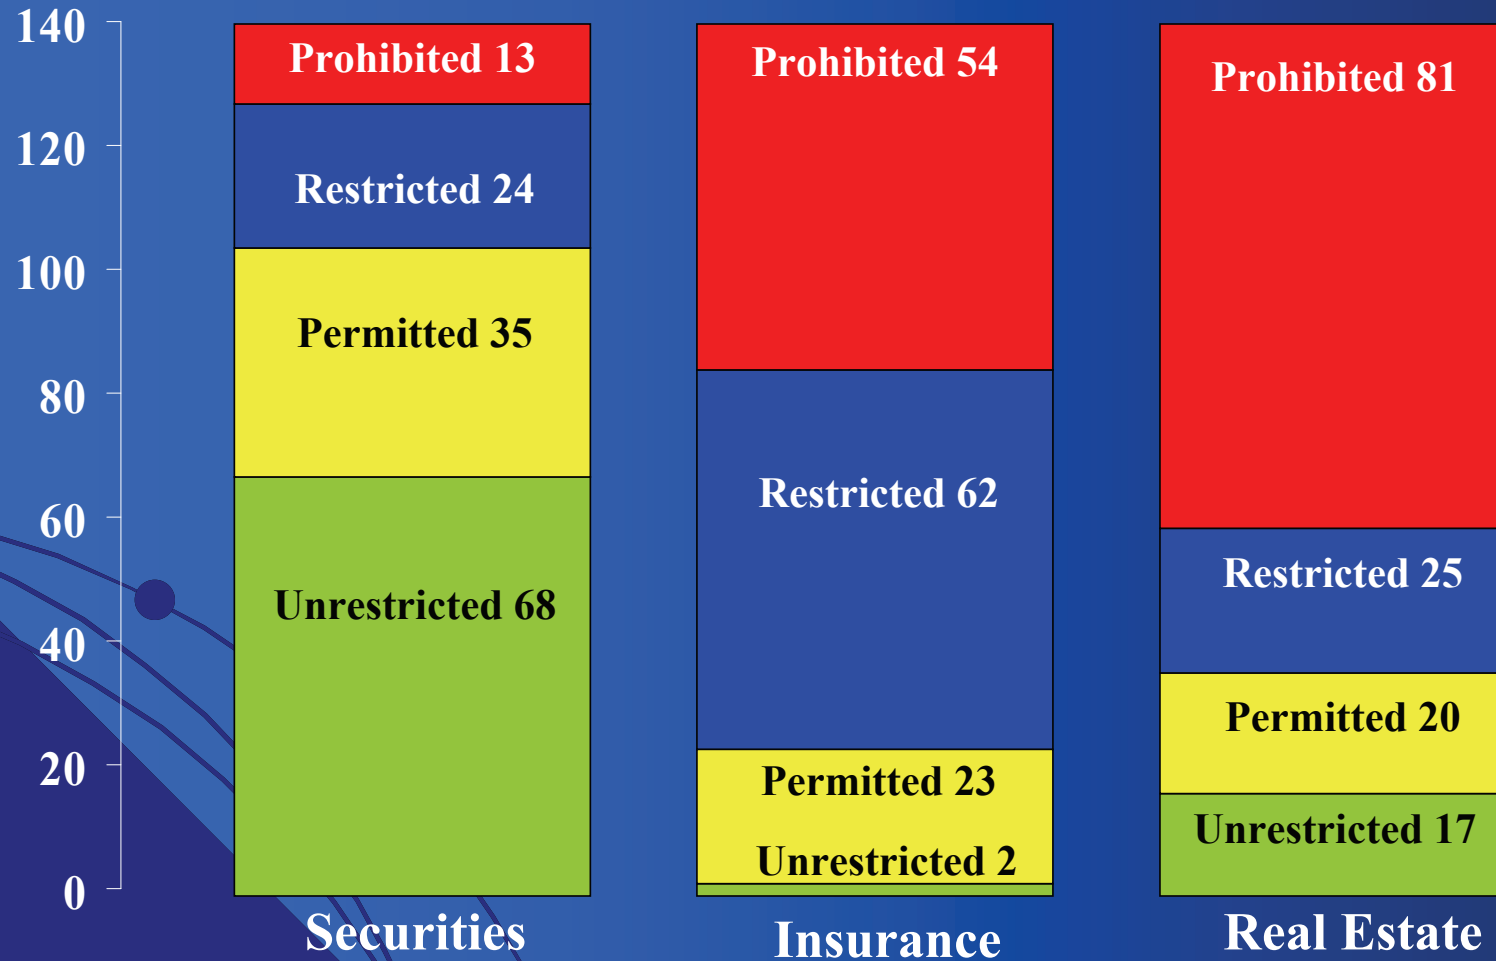 140
120
100
80
60
40
20
0
Prohibited 13
Restricted 24
Permitted 35
Unrestricted 68
Securities
Prohibited 54
Restricted 62
Permitted 23
Unrestricted 2
Insurance
Prohibited 81
Restricted 25
Permitted 20
Unrestricted 17
Real Estate